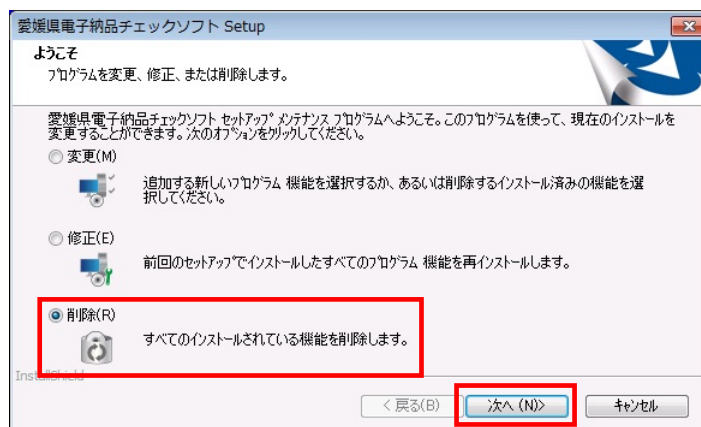 愛媛県電子納品チェックソフト Setup
ようこそ
プログラムを変更、修正、または削除します。
愛媛県電子納品チェックソフト セットアップ メンテナンス プログラムへようこそ。このプログラムを使って、現在のインストールを
変更することができます。次のオプションをクリックしてください。
変更(M)
追加する新しいプログラム 機能を選択するか、あるいは削除するインストール済みの機能を選
択してください。
修正(E)
前回のセットアップでインストールしたすべてのプログラム 機能を再インストールします。
削除(R)
すべてのインストールされている機能を削除します。
InstallShield
< 戻る(B)
次へ (N)>
キャンセル